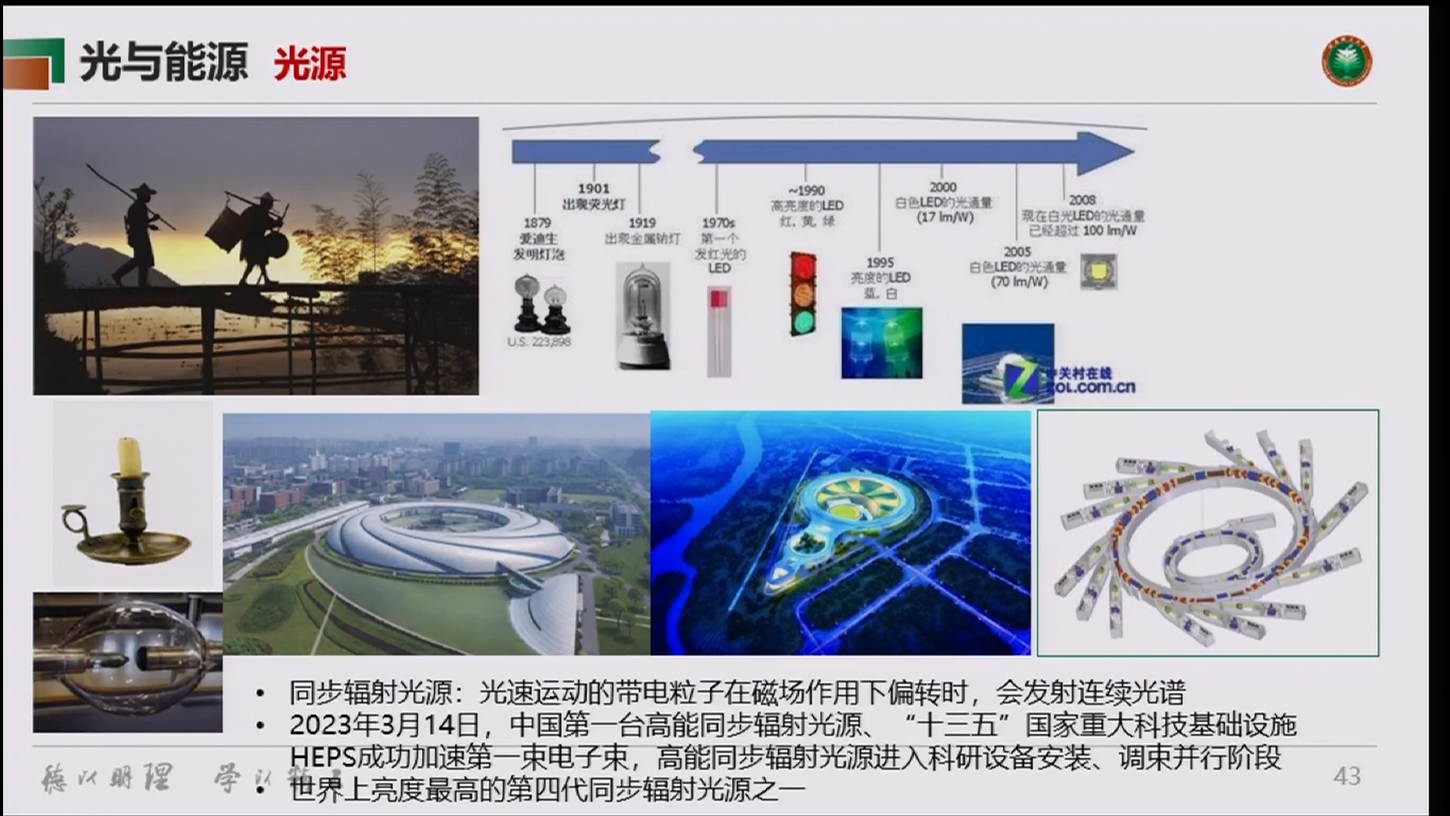 光与能源 光源
1879
爱迪生
发明灯泡
U.S. 223,898
1901
出现荧光灯
1919
出现金属钠灯
1970s
第一个
发红光的
LED
~1990
高亮度的LED
红, 黄, 绿
1995
亮度的LED
蓝, 白
2000
白色LED的光通量
(17 lm/W)
2005
白色LED的光通量
(70 lm/W)
2008
现在白光LED的光通量
已经超过 100 lm/W
中关村在线
ZOL.com.cn
• 同步辐射光源：光速运动的带电粒子在磁场作用下偏转时，会发射连续光谱
• 2023年3月14日，中国第一台高能同步辐射光源、“十三五”国家重大科技基础设施
HEPS成功加速第一束电子束，高能同步辐射光源进入科研设备安装、调束并行阶段
• 世界上亮度最高的第四代同步辐射光源之一
德以明理 学以
43